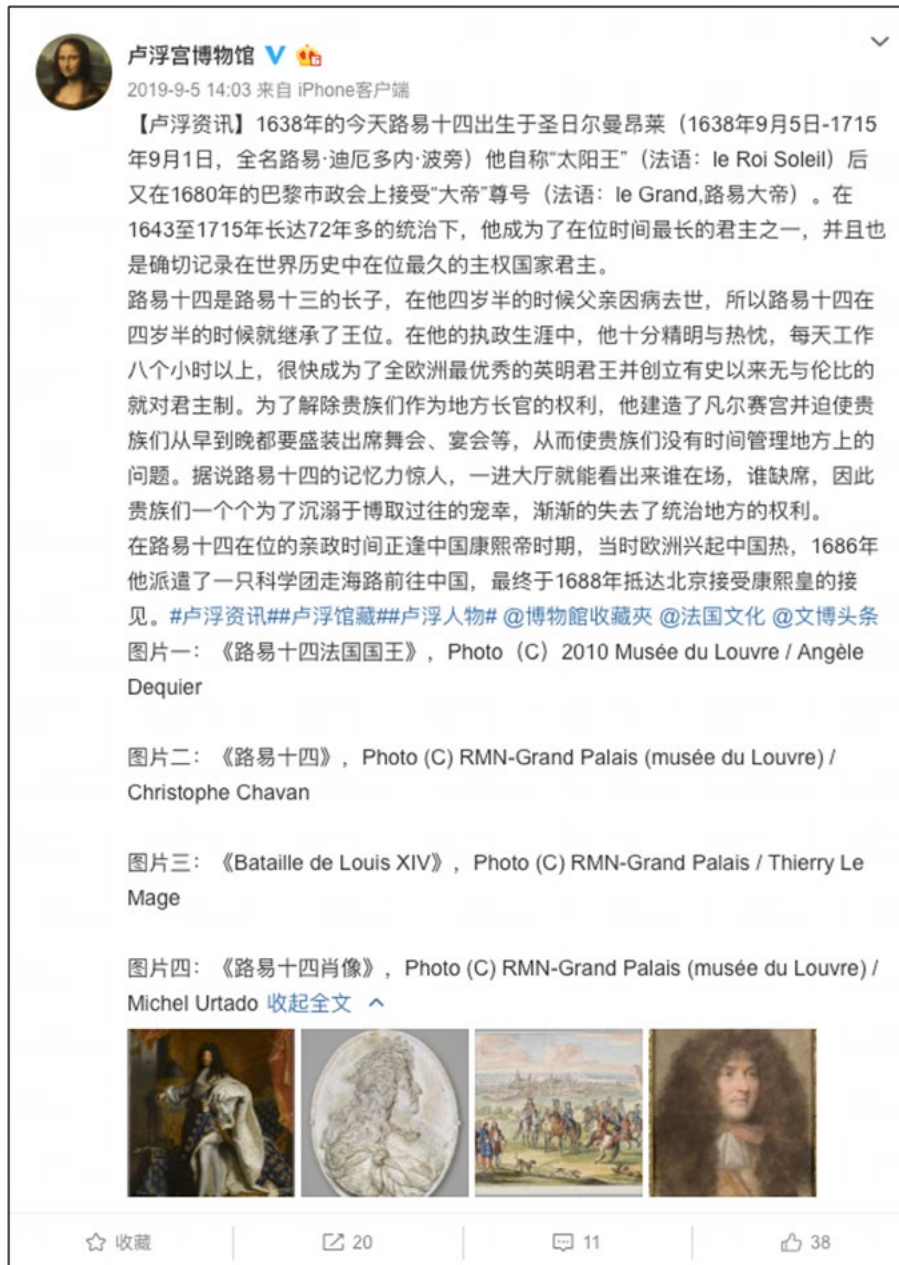 卢浮宫博物馆
2019-9-5 14:03 来自 iPhone客户端
【卢浮资讯】1638年的今天路易十四出生于圣日尔曼昂莱（1638年9月5日-1715
年9月1日，全名路易·迪厄多内·波旁）他自称“太阳王”（法语：le Roi Soleil）后
又在1680年的巴黎市政会上接受“大帝”尊号（法语：le Grand,路易大帝）。在
1643至1715年长达72年多的统治下，他成为了在位时间最长的君主之一，并且也
是确切记录在世界历史中在位最久的主权国家君主。
路易十四是路易十三的长子，在他四岁半的时候父亲因病去世，所以路易十四在
四岁半的时候就继承了王位。在他的执政生涯中，他十分精明与热忱，每天工作
八个小时以上，很快成为了全欧洲最优秀的英明君王并创立有史以来无与伦比的
就对君主制。为了解除贵族们作为地方长官的权利，他建造了凡尔赛宫并迫使贵
族们从早到晚都要盛装出席舞会、宴会等，从而使贵族们没有时间管理地方上的
问题。据说路易十四的记忆力惊人，一进大厅就能看出来谁在场，谁缺席，因此
贵族们一个个为了沉溺于博取过往的宠幸，渐渐的失去了统治地方的权利。
在路易十四在位的亲政时间正逢中国康熙帝时期，当时欧洲兴起中国热，1686年
他派遣了一只科学团走海路前往中国，最终于1688年抵达北京接受康熙皇的接
见。#卢浮资讯##卢浮馆藏##卢浮人物# @博物館收藏夾 @法国文化 @文博头条
图片一：《路易十四法国国王》，Photo（C）2010 Musée du Louvre / Angèle
Dequier
图片二：《路易十四》，Photo (C) RMN-Grand Palais (musée du Louvre) /
Christophe Chavan
图片三：《Bataille de Louis XIV》，Photo (C) RMN-Grand Palais / Thierry Le
Mage
图片四：《路易十四肖像》，Photo (C) RMN-Grand Palais (musée du Louvre) /
Michel Urtado 收起全文
收藏
20
11
38